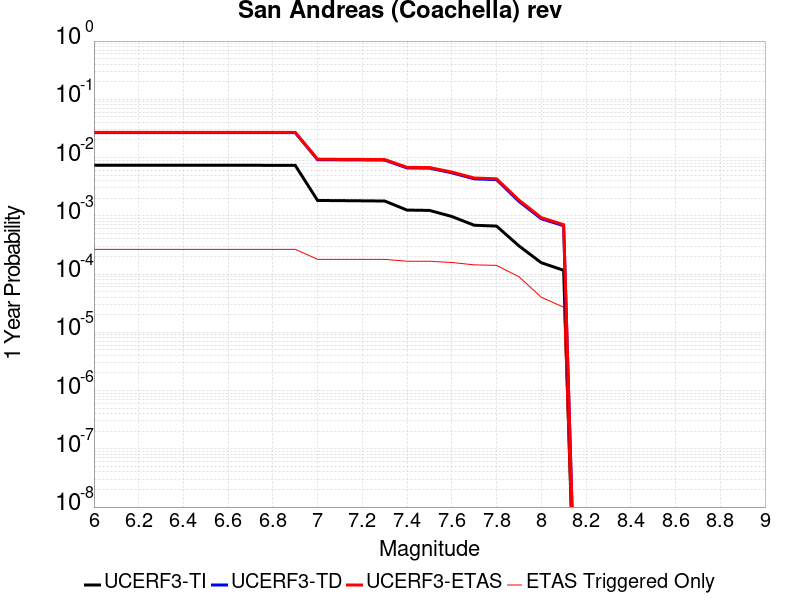 San Andreas (Coachella) rev
10^0
10^-1
10^-2
10^-3
10^-4
10^-5
10^-6
10^-7
10^-8
1 Year Probability
6 6.2 6.4 6.6 6.8 7 7.2 7.4 7.6 7.8 8 8.2 8.4 8.6 8.8 9
Magnitude
UCERF3-TI UCERF3-TD UCERF3-ETAS ETAS Triggered Only